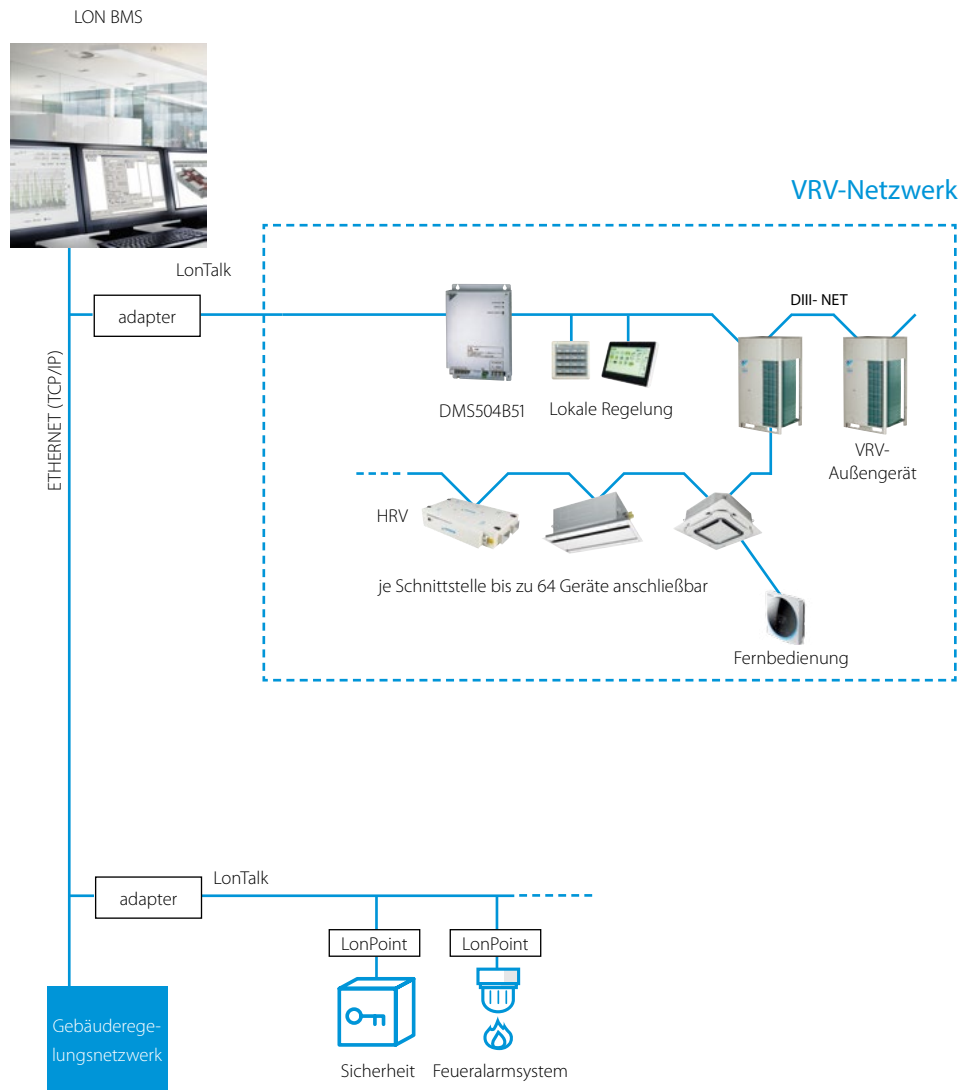 LON BMS
VRV-Netzwerk
LonTalk
adapter
DIII- NET
ETHERNET (TCP/IP)
DMS504B51
Lokale Regelung
VRV-
Außengerät
HRV
je Schnittstelle bis zu 64 Geräte anschließbar
Fernbedienung
LonTalk
adapter
LonPoint
LonPoint
Gebäuderege-
lungsnetzwerk
Sicherheit
Feueralarmsystem